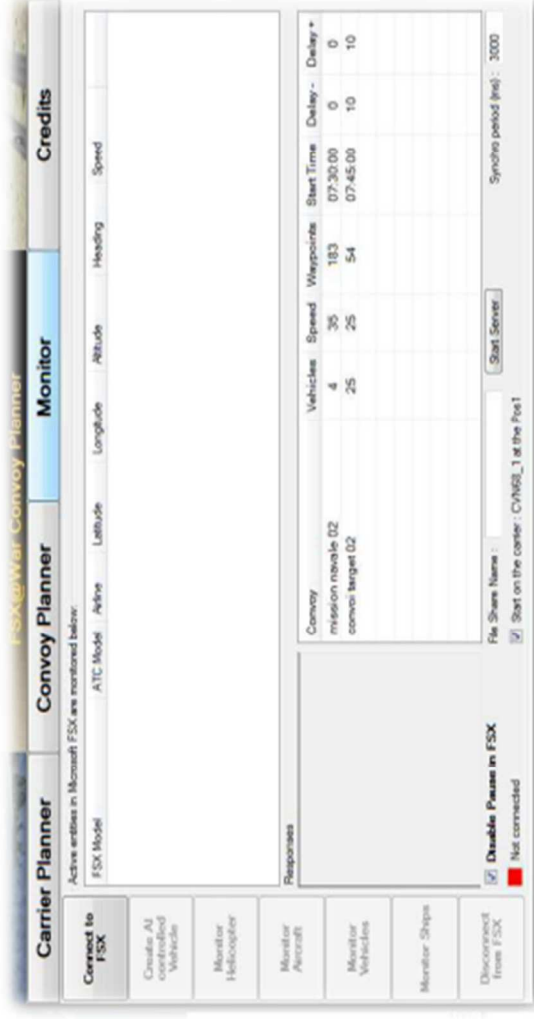 FSX@War Convoy Planner
Carrier Planner Convoy Planner Monitor Credits
Connect to FSX
Create AI controlled Vehicle
Monitor Helicopter
Monitor Aircraft
Monitor Vehicles
Monitor Ships
Disconnect from FSX
Active entities in Microsoft FSX are monitored below:
FSX Model ATC Model Airline Latitude Longitude Altitude Heading Speed
Responses
Convoy Vehicles Speed Waypoints Start Time Delay - Delay +
mission navale 02 4 35 183 07:30:00 0 0
convoi target 02 25 25 54 07:45:00 10 10
Disable Pause in FSX File Share Name : Start Server Synchro period (ms) : 3000
Not connected Start on the carrier : CVN68_1 at the Pos1